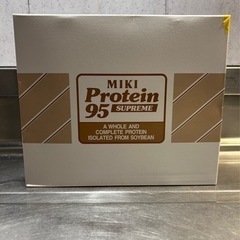 MIKI
Protein
95 SUPREME
A WHOLE AND
COMPLETE PROTEIN
ISOLATED FROM SOYBEAN